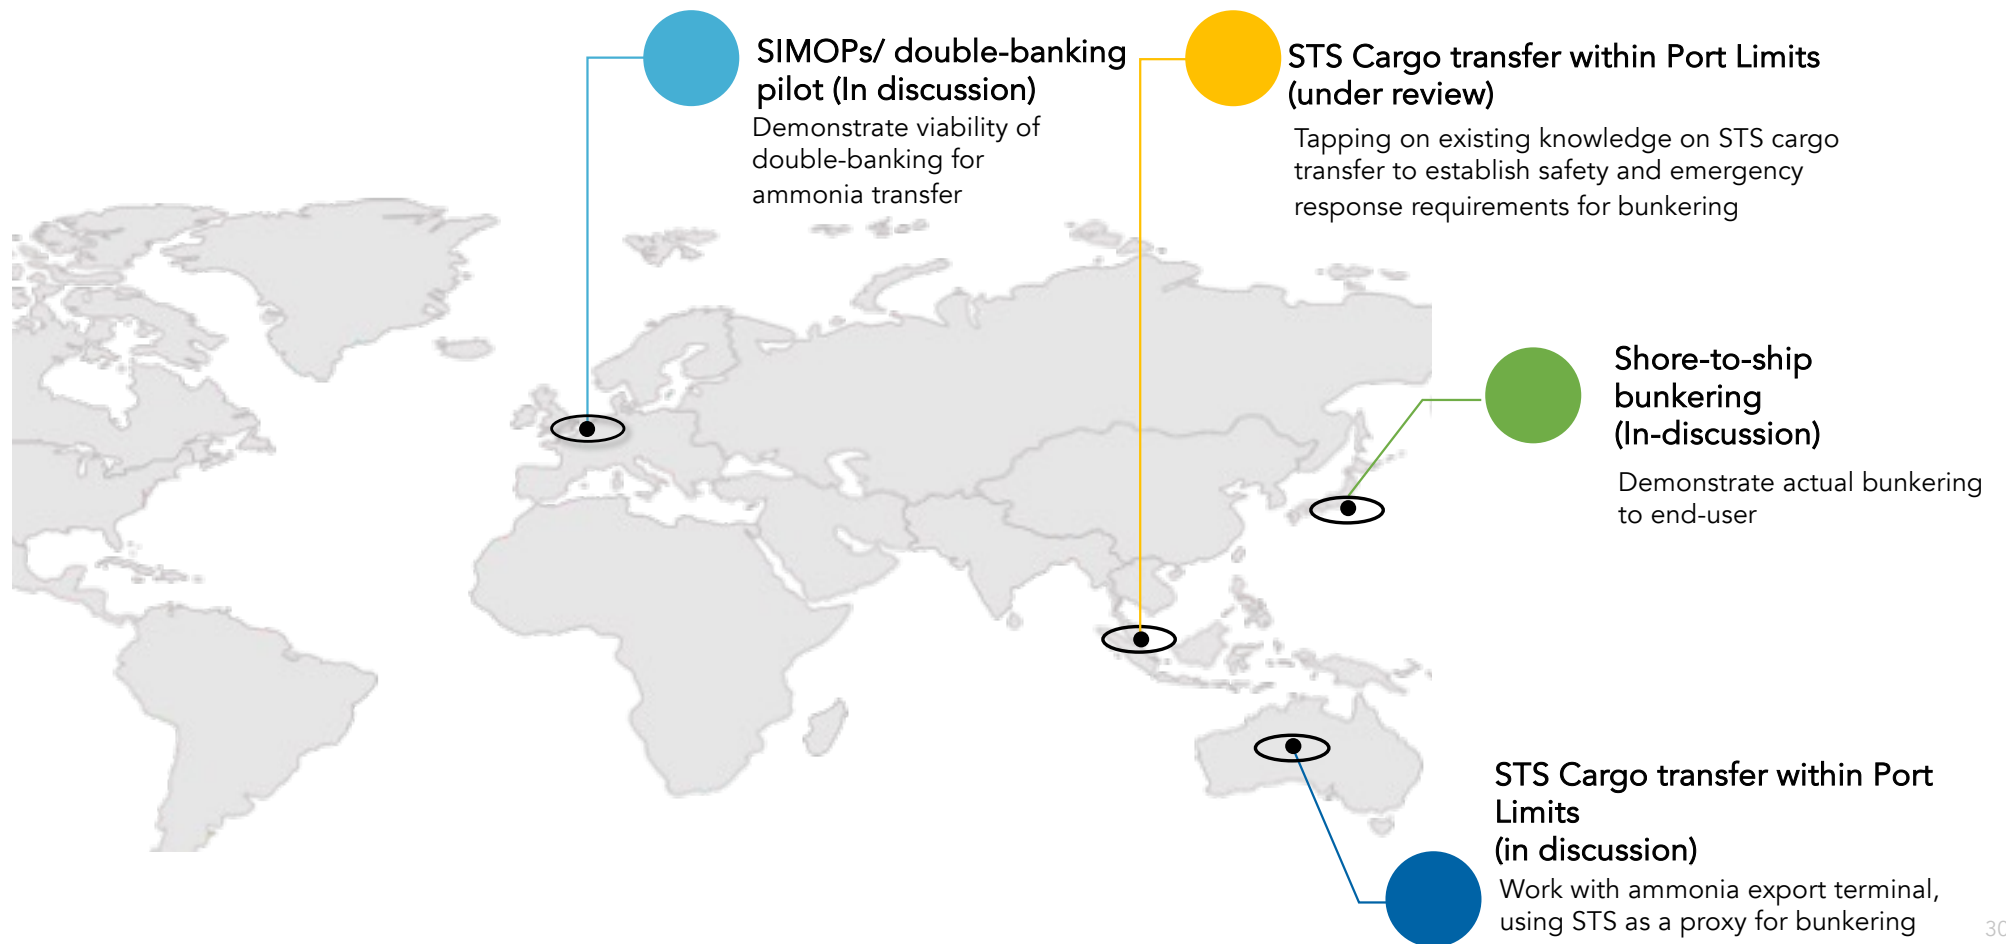 SIMOPs/ double-banking
pilot (In discussion)
Demonstrate viability of
double-banking for
ammonia transfer
STS Cargo transfer within Port Limits
(under review)
Tapping on existing knowledge on STS cargo
transfer to establish safety and emergency
response requirements for bunkering
Shore-to-ship
bunkering
(In-discussion)
Demonstrate actual bunkering
to end-user
STS Cargo transfer within Port
Limits
(in discussion)
Work with ammonia export terminal,
using STS as a proxy for bunkering
30